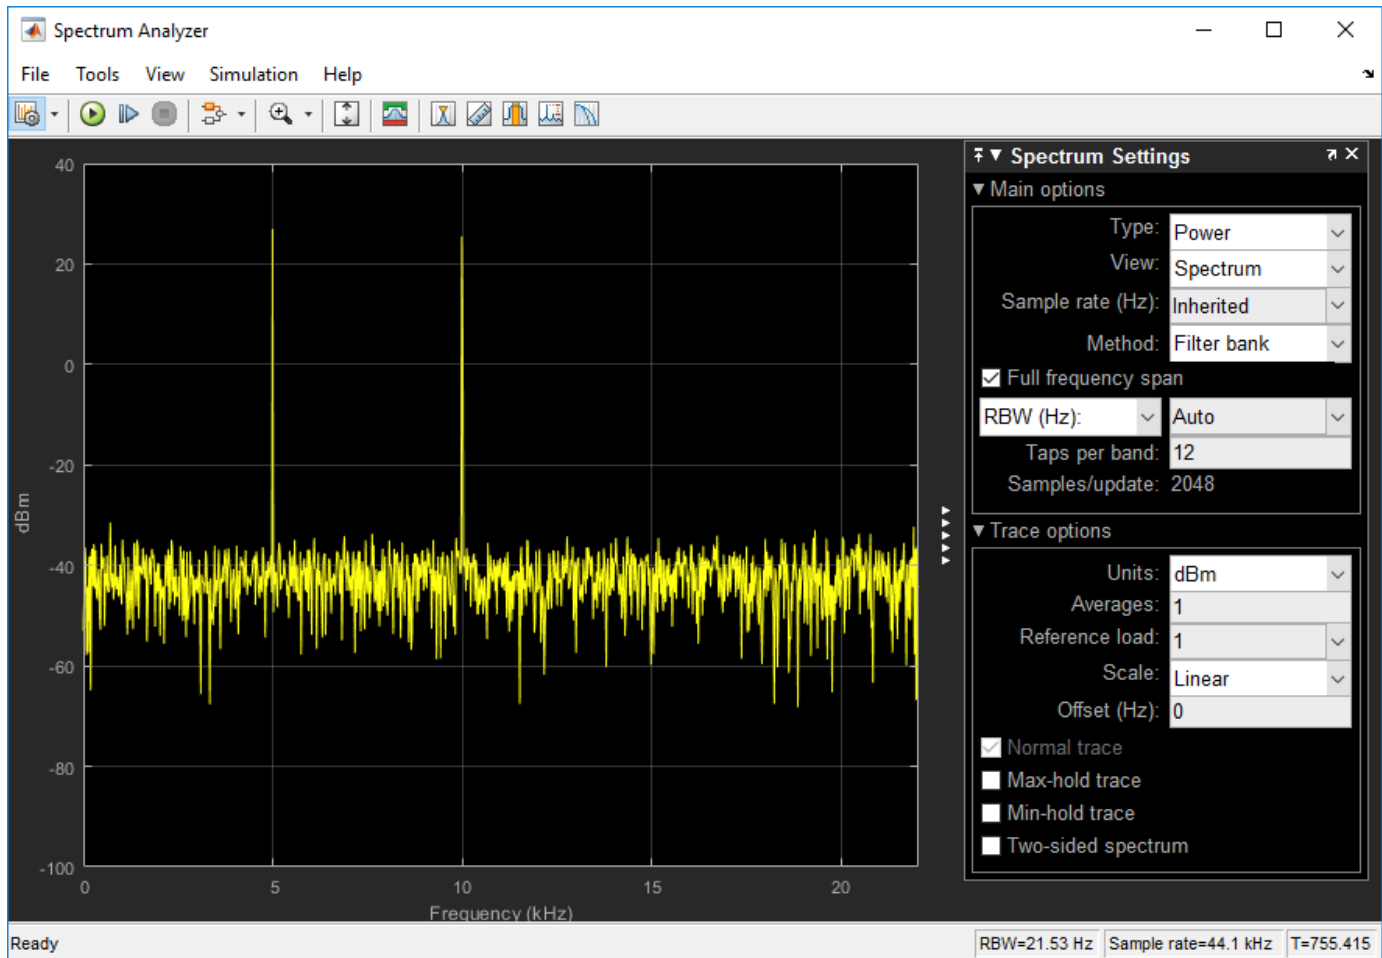 Spectrum Analyzer
File Tools View Simulation Help
Spectrum Settings
Main options
Type: Power
View: Spectrum
Sample rate (Hz): Inherited
Method: Filter bank
Full frequency span
RBW (Hz): Auto
Taps per band: 12
Samples/update: 2048
Trace options
Units: dBm
Averages: 1
Reference load: 1
Scale: Linear
Offset (Hz): 0
Normal trace
Max-hold trace
Min-hold trace
Two-sided spectrum
40
20
0
-20
-40
-60
-80
-100
dBm
0 5 10 15 20
Frequency (kHz)
Ready RBW=21.53 Hz Sample rate=44.1 kHz T=755.415